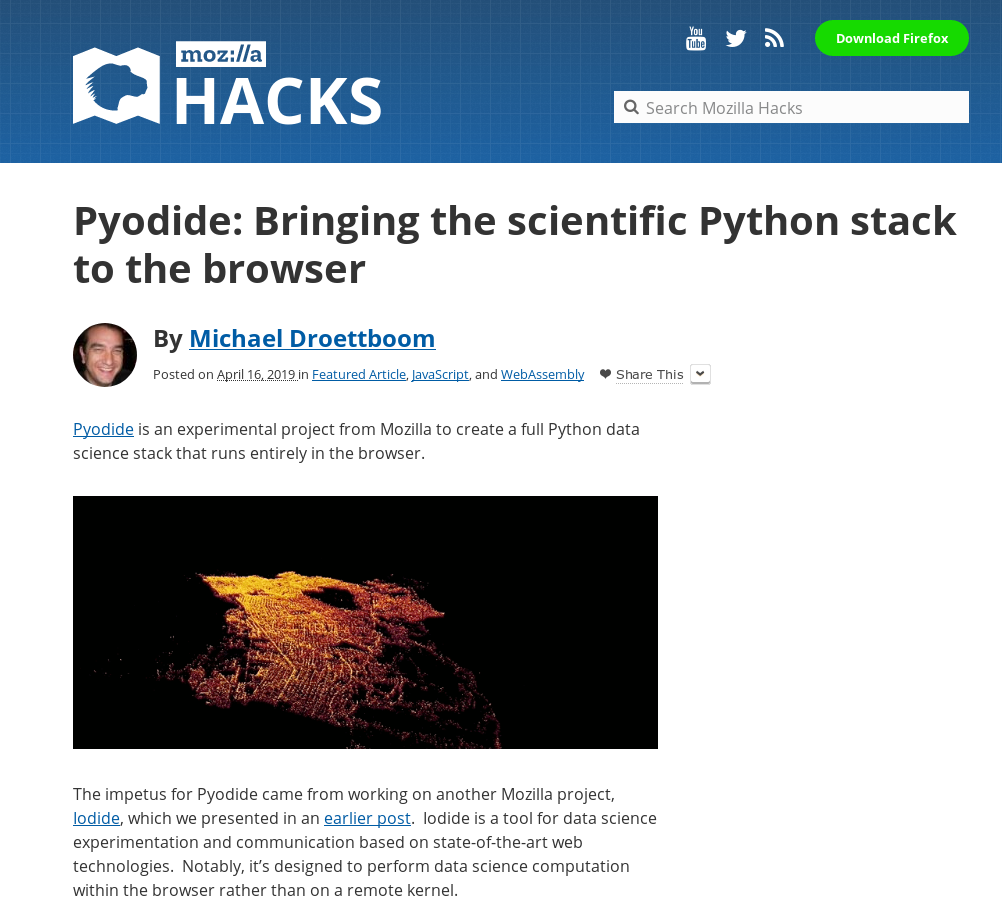 moz://a
HACKS
You
Tube
Download Firefox
Search Mozilla Hacks
Pyodide: Bringing the scientific Python stack
to the browser
By Michael Droettboom
Posted on April 16, 2019 in Featured Article, JavaScript, and WebAssembly
Share This
Pyodide is an experimental project from Mozilla to create a full Python data
science stack that runs entirely in the browser.
The impetus for Pyodide came from working on another Mozilla project,
Iodide, which we presented in an earlier post.  Iodide is a tool for data science
experimentation and communication based on state-of-the-art web
technologies.  Notably, it’s designed to perform data science computation
within the browser rather than on a remote kernel.